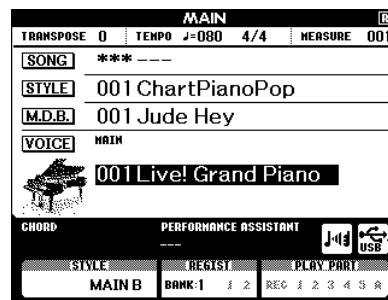 MAIN
TRANSPOSE 0 TEMPO ♩=080 4/4 MEASURE 001
SONG *** ---
STYLE 001 ChartPianoPop
M.D.B. 001 Jude Hey
VOICE MAIN
001 Live! Grand Piano
CHORD PERFORMANCE ASSISTANT
---
USB
STYLE REGIST PLAY PART
MAIN B BANK:1 1 2 REC 1 2 3 4 5 A